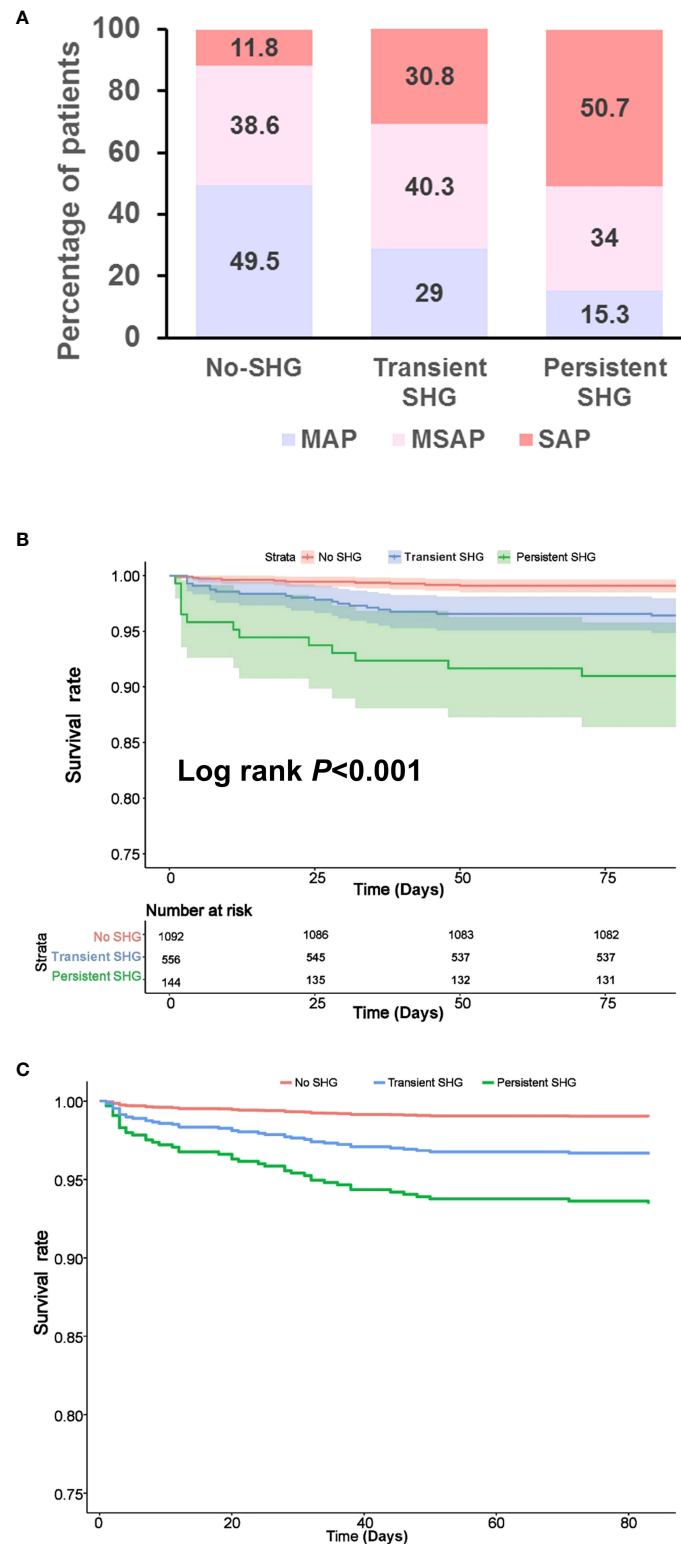 A
Percentage of patients
100
80
60
40
20
0
11.8
38.6
49.5
30.8
40.3
29
50.7
34
15.3
No-SHG
Transient
SHG
Persistent
SHG
MAP MSAP SAP
B
Strata No SHG Transient SHG Persistent SHG
Survival rate
1.00
0.95
0.90
0.85
0.80
0.75
Log rank P<0.001
0 25 50 75
Time (Days)
Number at risk
Strata
No SHG 1092 1086 1083 1082
Transient SHG 556 545 537 537
Persistent SHG 144 135 132 131
0 25 50 75
Time (Days)
C
No SHG Transient SHG Persistent SHG
Survival rate
1.00
0.95
0.90
0.85
0.80
0.75
0 20 40 60 80
Time (Days)